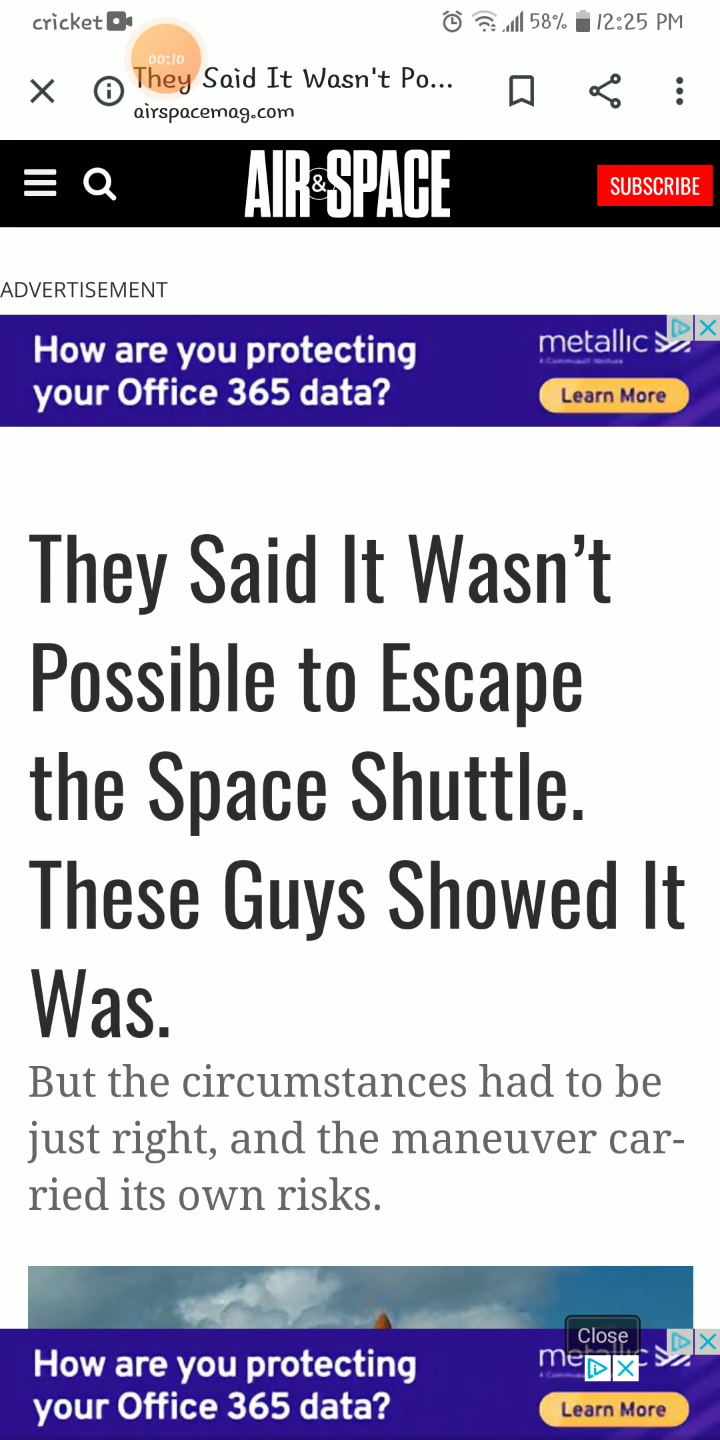 cricket 58% 12:25 PM
00:10
They Said It Wasn't Po...
airspacemag.com
AIR & SPACE
SUBSCRIBE
ADVERTISEMENT
How are you protecting
your Office 365 data?
metallic
Learn More
They Said It Wasn’t
Possible to Escape
the Space Shuttle.
These Guys Showed It
Was.
But the circumstances had to be
just right, and the maneuver car-
ried its own risks.
Close
How are you protecting
your Office 365 data?
Learn More